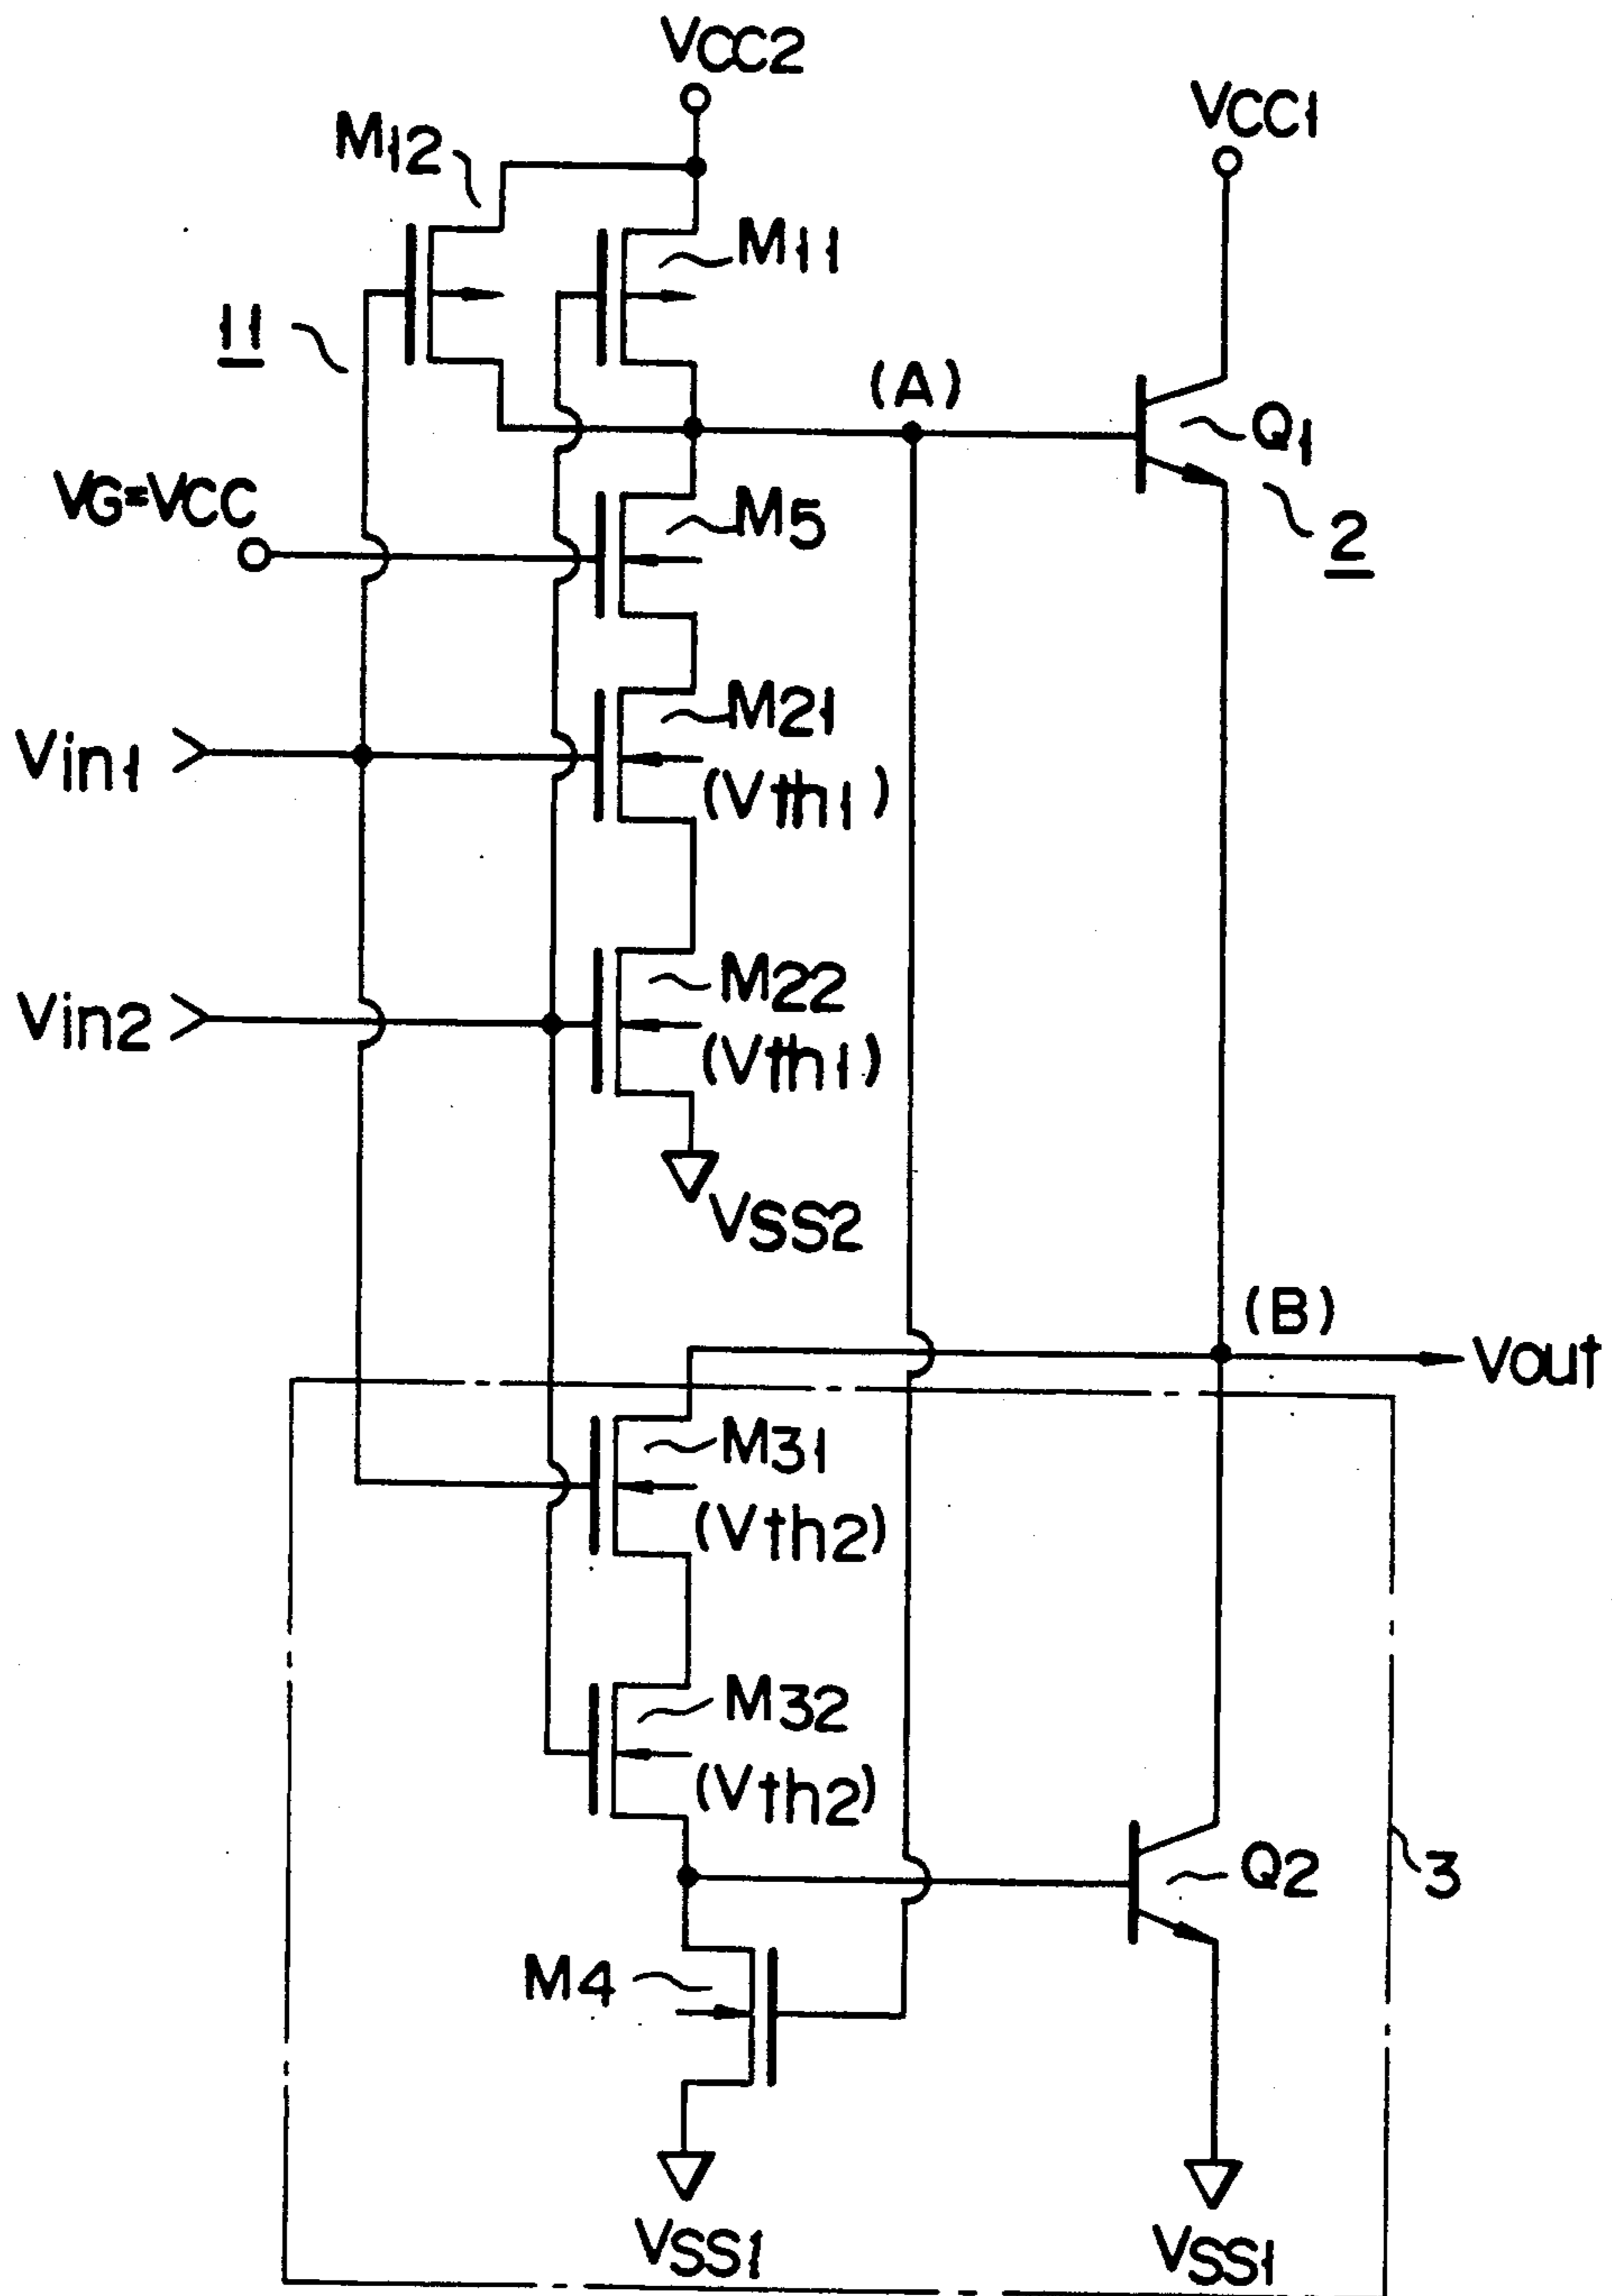 VCC2
VCC1
M12
M11
11
(A)
Q1
VG=VCC
M5
2
M21
Vin1
(Vth1)
M22
Vin2
(Vth1)
VSS2
(B)
Vout
M31
(Vth2)
M32
(Vth2)
Q2
3
M4
VSS1
VSS1